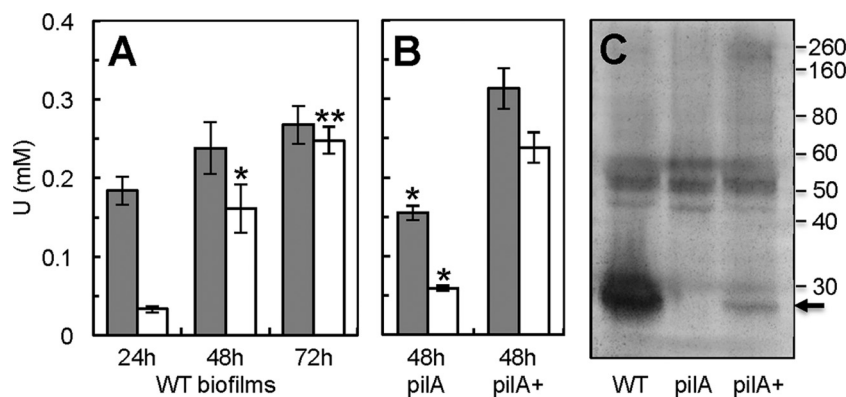 A
B
C
0.4
0.3
0.2
0.1
0
U (mM)
*
**
*
*
24h 48h 72h
WT biofilms
48h 48h
pilA pilA+
260
160
80
60
50
40
30
WT pilA pilA+